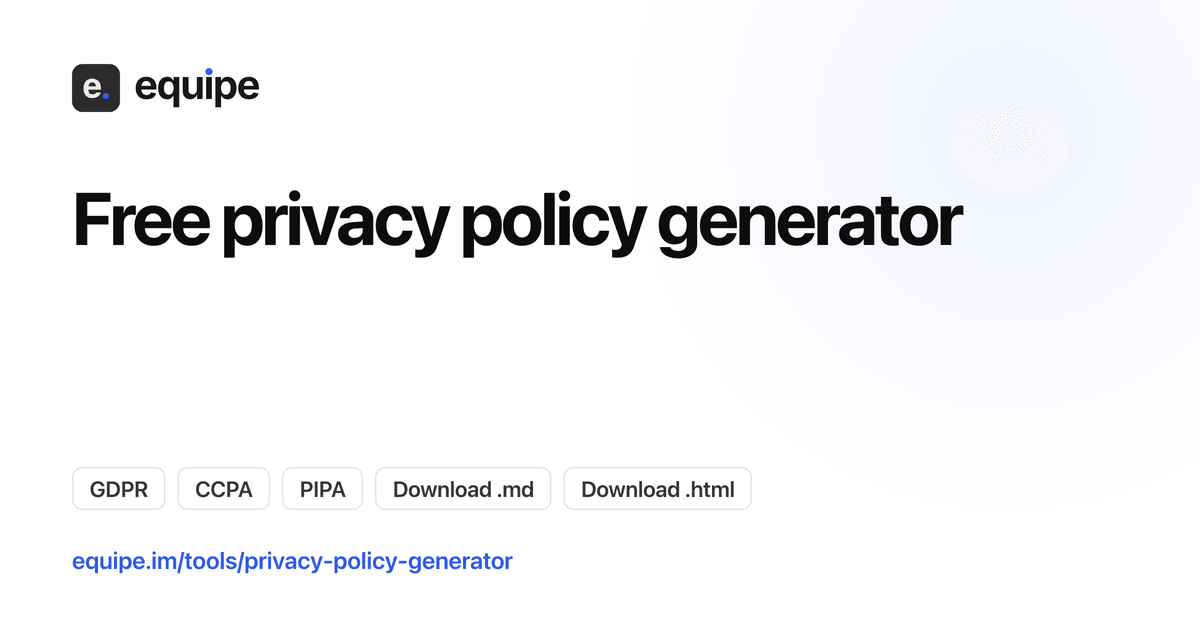 e. equipe
Free privacy policy generator
GDPR CCPA PIPA Download .md Download .html
equipe.im/tools/privacy-policy-generator